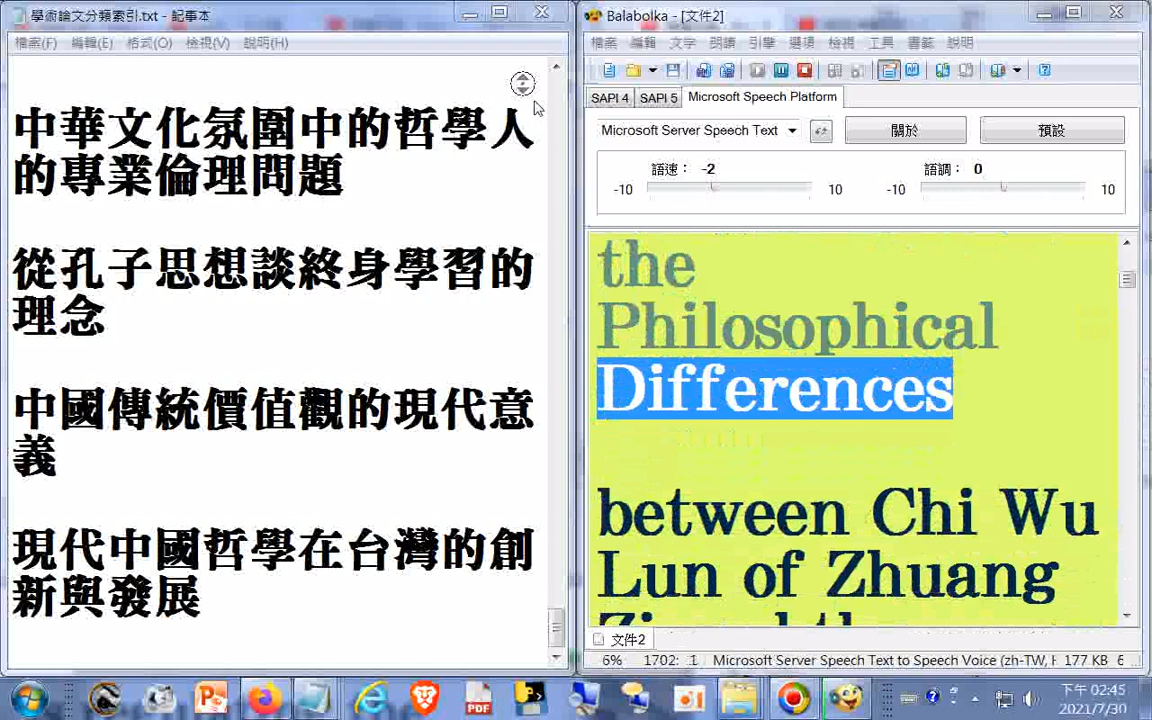 學術論文分類索引.txt - 記事本
檔案(F) 編輯(E) 格式(O) 檢視(V) 說明(H)
中華文化氛圍中的哲學人
的專業倫理問題
從孔子思想談終身學習的
理念
中國傳統價值觀的現代意
義
現代中國哲學在台灣的創
新與發展
Balabolka - [文件2]
檔案 編輯 文字 朗讀 引擎 選項 檢視 工具 書籤 說明
SAPI 4 SAPI 5 Microsoft Speech Platform
Microsoft Server Speech Text 關於 預設
語速： -2 語調： 0
-10 10 -10 10
the
Philosophical
Differences
between Chi Wu
Lun of Zhuang
文件2
6% 1702: 1 Microsoft Server Speech Text to Speech Voice (zh-TW, 177 KB 6
PDF
下午 02:45
2021/7/30